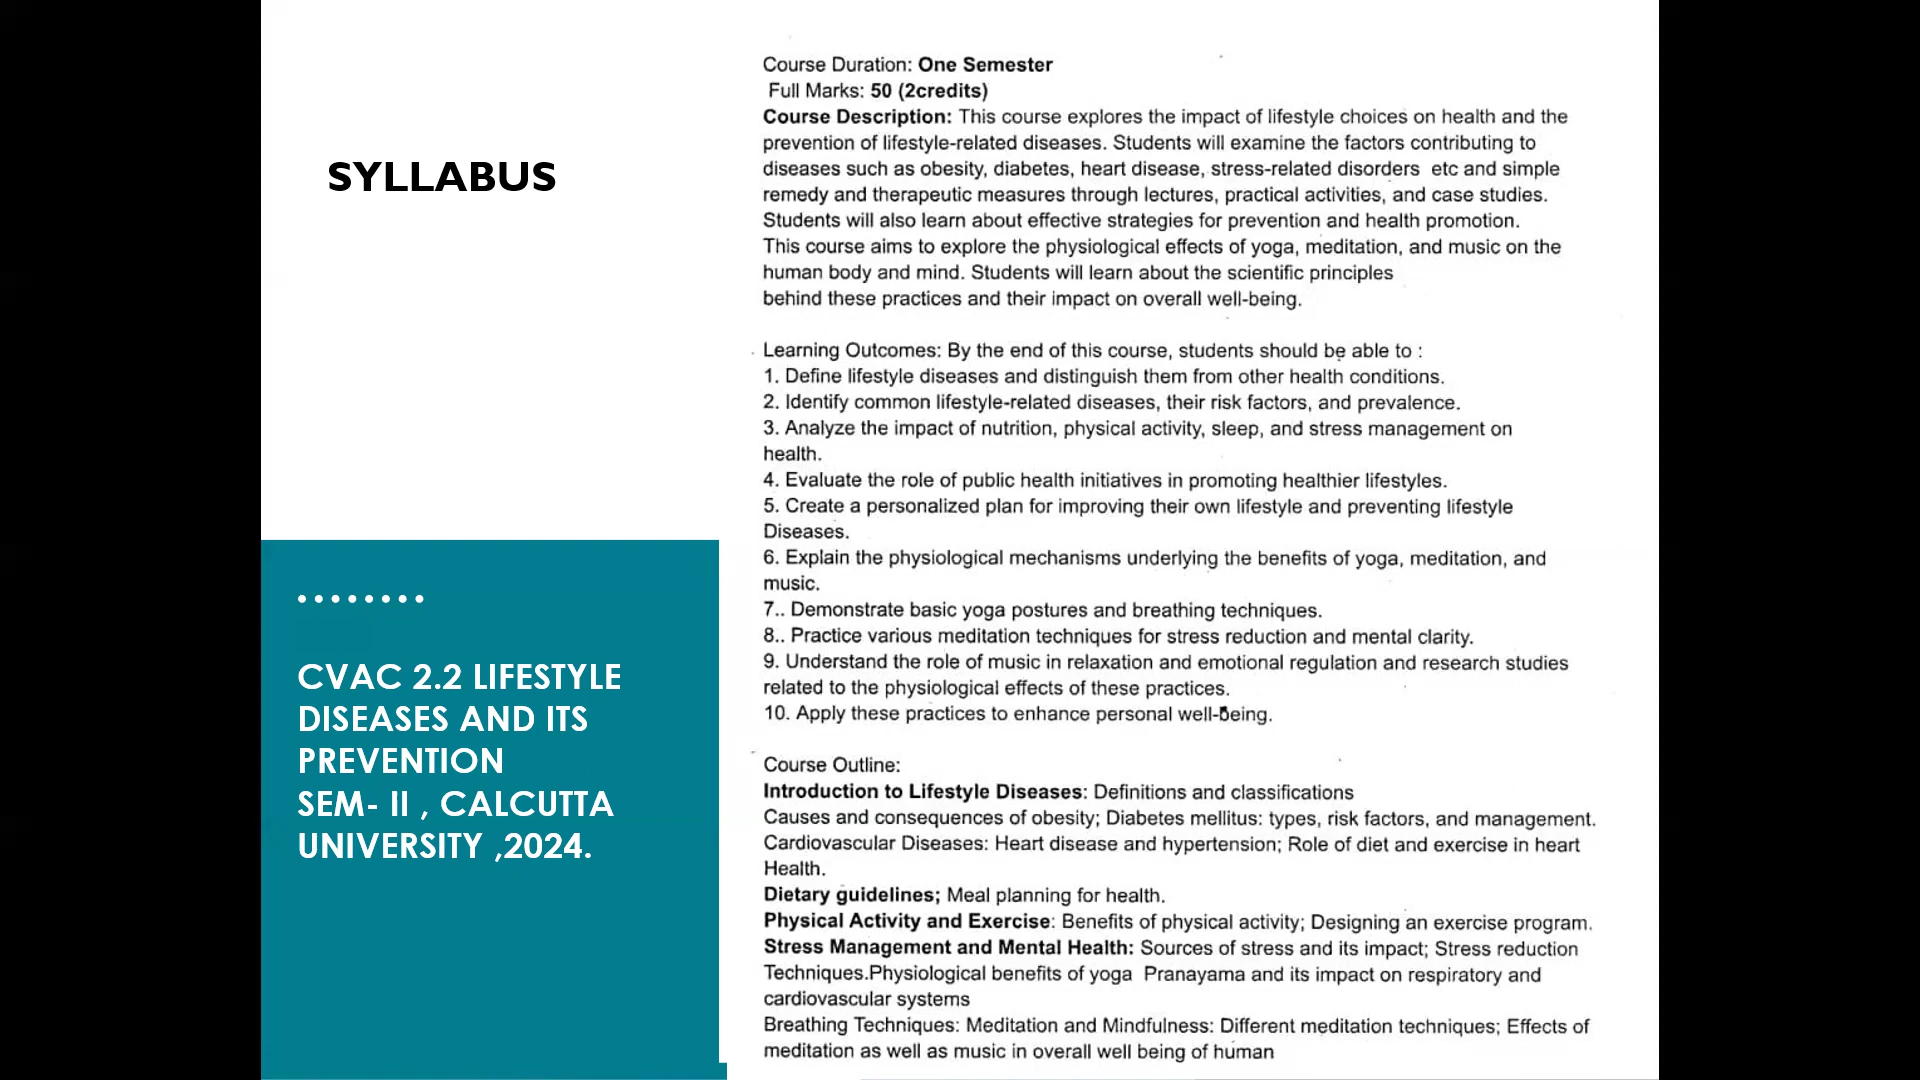 SYLLABUS
CVAC 2.2 LIFESTYLE
DISEASES AND ITS
PREVENTION
SEM- II , CALCUTTA
UNIVERSITY ,2024.
Course Duration: One Semester
Full Marks: 50 (2credits)
Course Description: This course explores the impact of lifestyle choices on health and the
prevention of lifestyle-related diseases. Students will examine the factors contributing to
diseases such as obesity, diabetes, heart disease, stress-related disorders etc and simple
remedy and therapeutic measures through lectures, practical activities, and case studies.
Students will also learn about effective strategies for prevention and health promotion.
This course aims to explore the physiological effects of yoga, meditation, and music on the
human body and mind. Students will learn about the scientific principles
behind these practices and their impact on overall well-being.
Learning Outcomes: By the end of this course, students should be able to :
1. Define lifestyle diseases and distinguish them from other health conditions.
2. Identify common lifestyle-related diseases, their risk factors, and prevalence.
3. Analyze the impact of nutrition, physical activity, sleep, and stress management on
health.
4. Evaluate the role of public health initiatives in promoting healthier lifestyles.
5. Create a personalized plan for improving their own lifestyle and preventing lifestyle
Diseases.
6. Explain the physiological mechanisms underlying the benefits of yoga, meditation, and
music.
7.. Demonstrate basic yoga postures and breathing techniques.
8.. Practice various meditation techniques for stress reduction and mental clarity.
9. Understand the role of music in relaxation and emotional regulation and research studies
related to the physiological effects of these practices.
10. Apply these practices to enhance personal well-being.
Course Outline:
Introduction to Lifestyle Diseases: Definitions and classifications
Causes and consequences of obesity; Diabetes mellitus: types, risk factors, and management.
Cardiovascular Diseases: Heart disease and hypertension; Role of diet and exercise in heart
Health.
Dietary guidelines; Meal planning for health.
Physical Activity and Exercise: Benefits of physical activity; Designing an exercise program.
Stress Management and Mental Health: Sources of stress and its impact; Stress reduction
Techniques.Physiological benefits of yoga Pranayama and its impact on respiratory and
cardiovascular systems
Breathing Techniques: Meditation and Mindfulness: Different meditation techniques; Effects of
meditation as well as music in overall well being of human